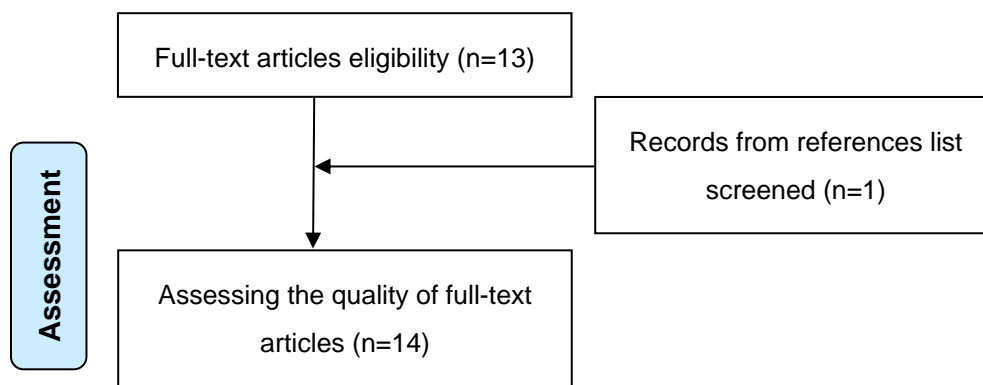 Full-text articles eligibility (n=13)
Records from references list
screened (n=1)
Assessment
Assessing the quality of full-text
articles (n=14)